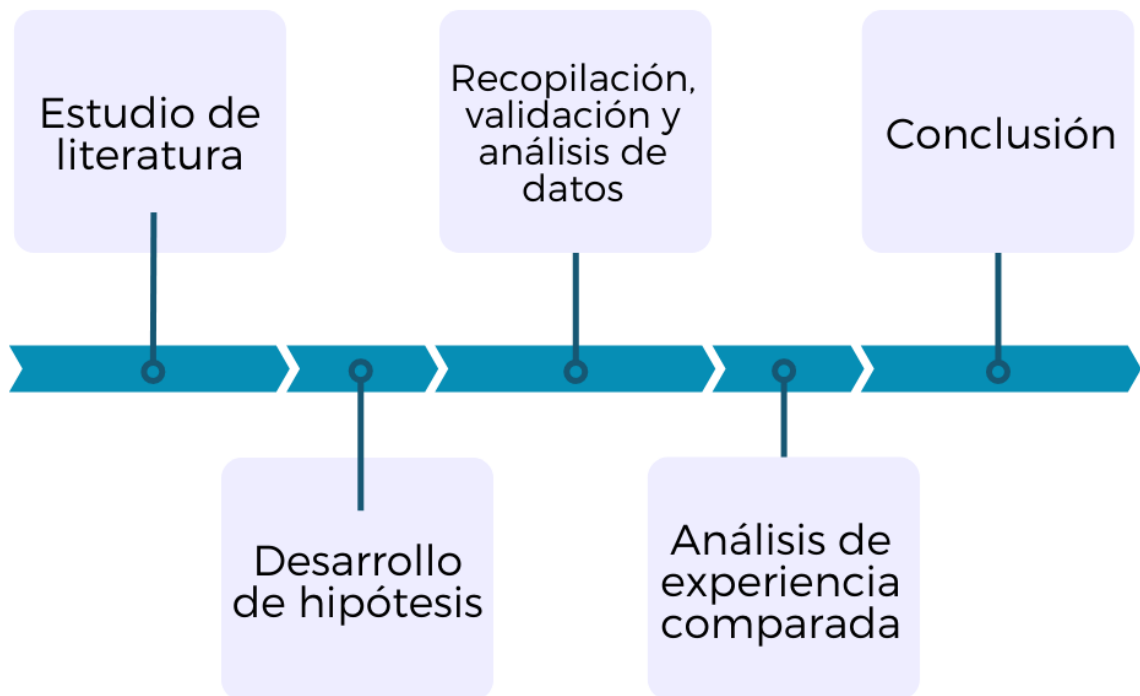 Estudio de
literatura
Desarrollo
de hipótesis
Recopilación,
validación y
análisis de
datos
Análisis de
experiencia
comparada
Conclusión